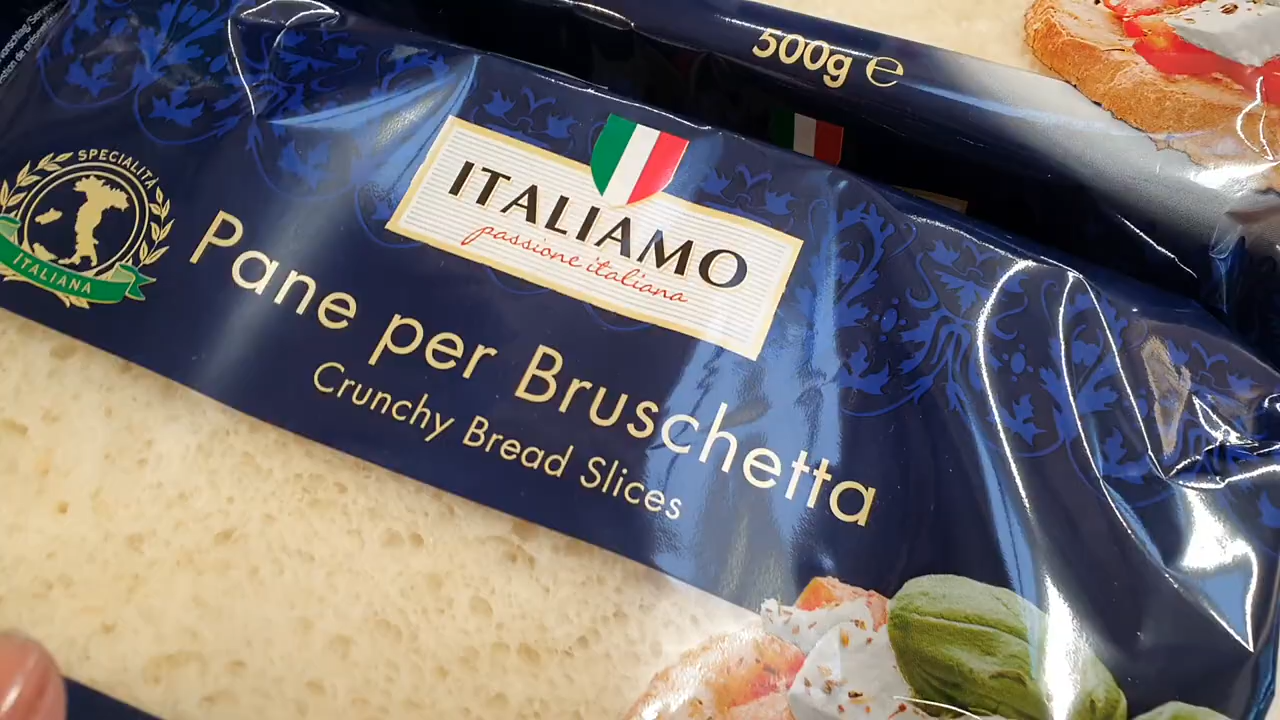 500g ℮
ITALIAMO
passione italiana
SPECIALITÀ
ITALIANA
Pane per Bruschetta
Crunchy Bread Slices